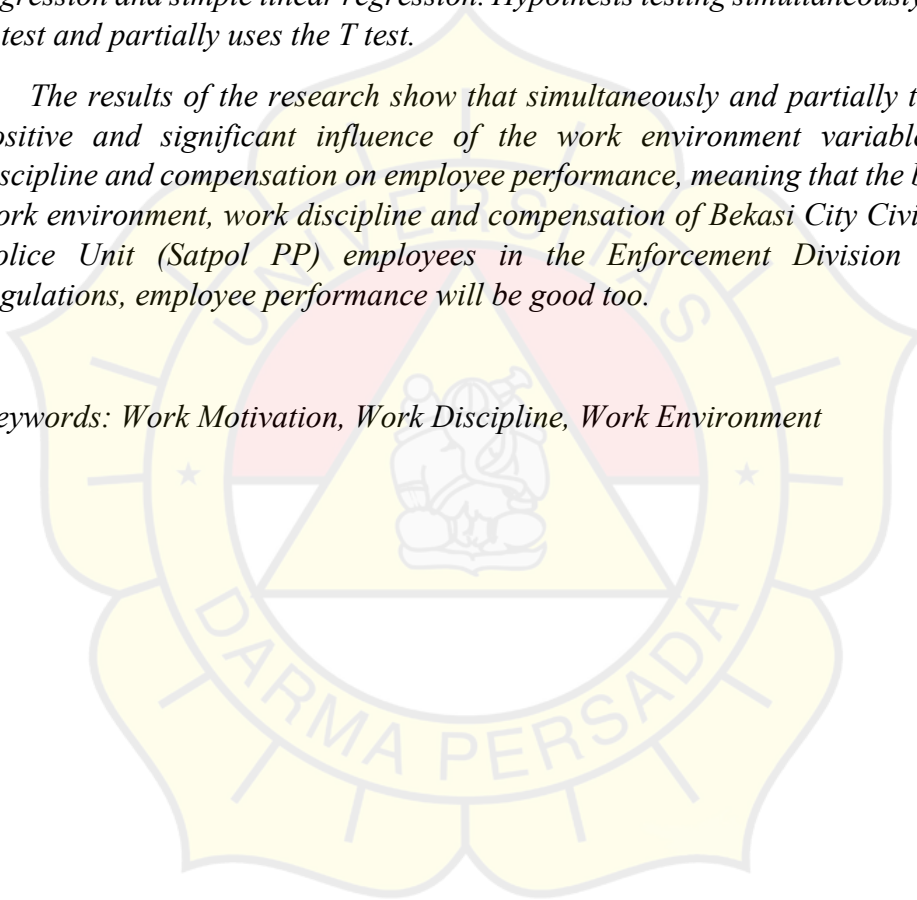 gression and simple linear regression. Hypothesis testing simultaneously
test and partially uses the T test.
The results of the research show that simultaneously and partially t
ositive and significant influence of the work environment variable
scipline and compensation on employee performance, meaning that the b
ork environment, work discipline and compensation of Bekasi City Civi
olice Unit (Satpol PP) employees in the Enforcement Division
gulations, employee performance will be good too.
eywords: Work Motivation, Work Discipline, Work Environment
UNIVERSITAS
DARMA PERSADA